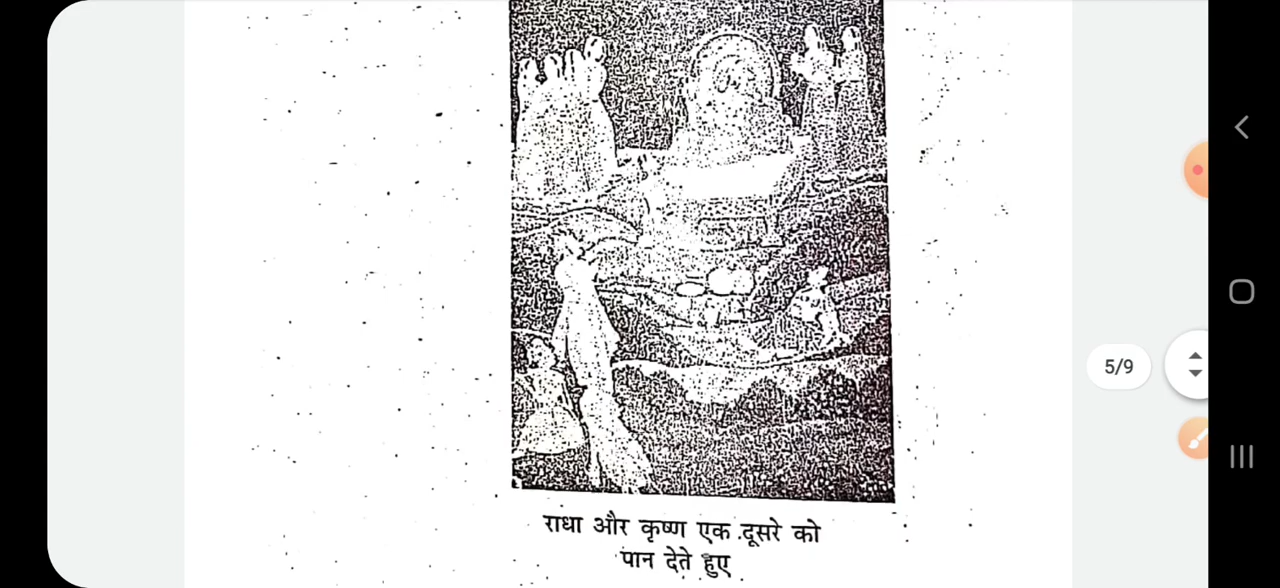 5/9
राधा और कृष्ण एक दूसरे को
पान देते हुए